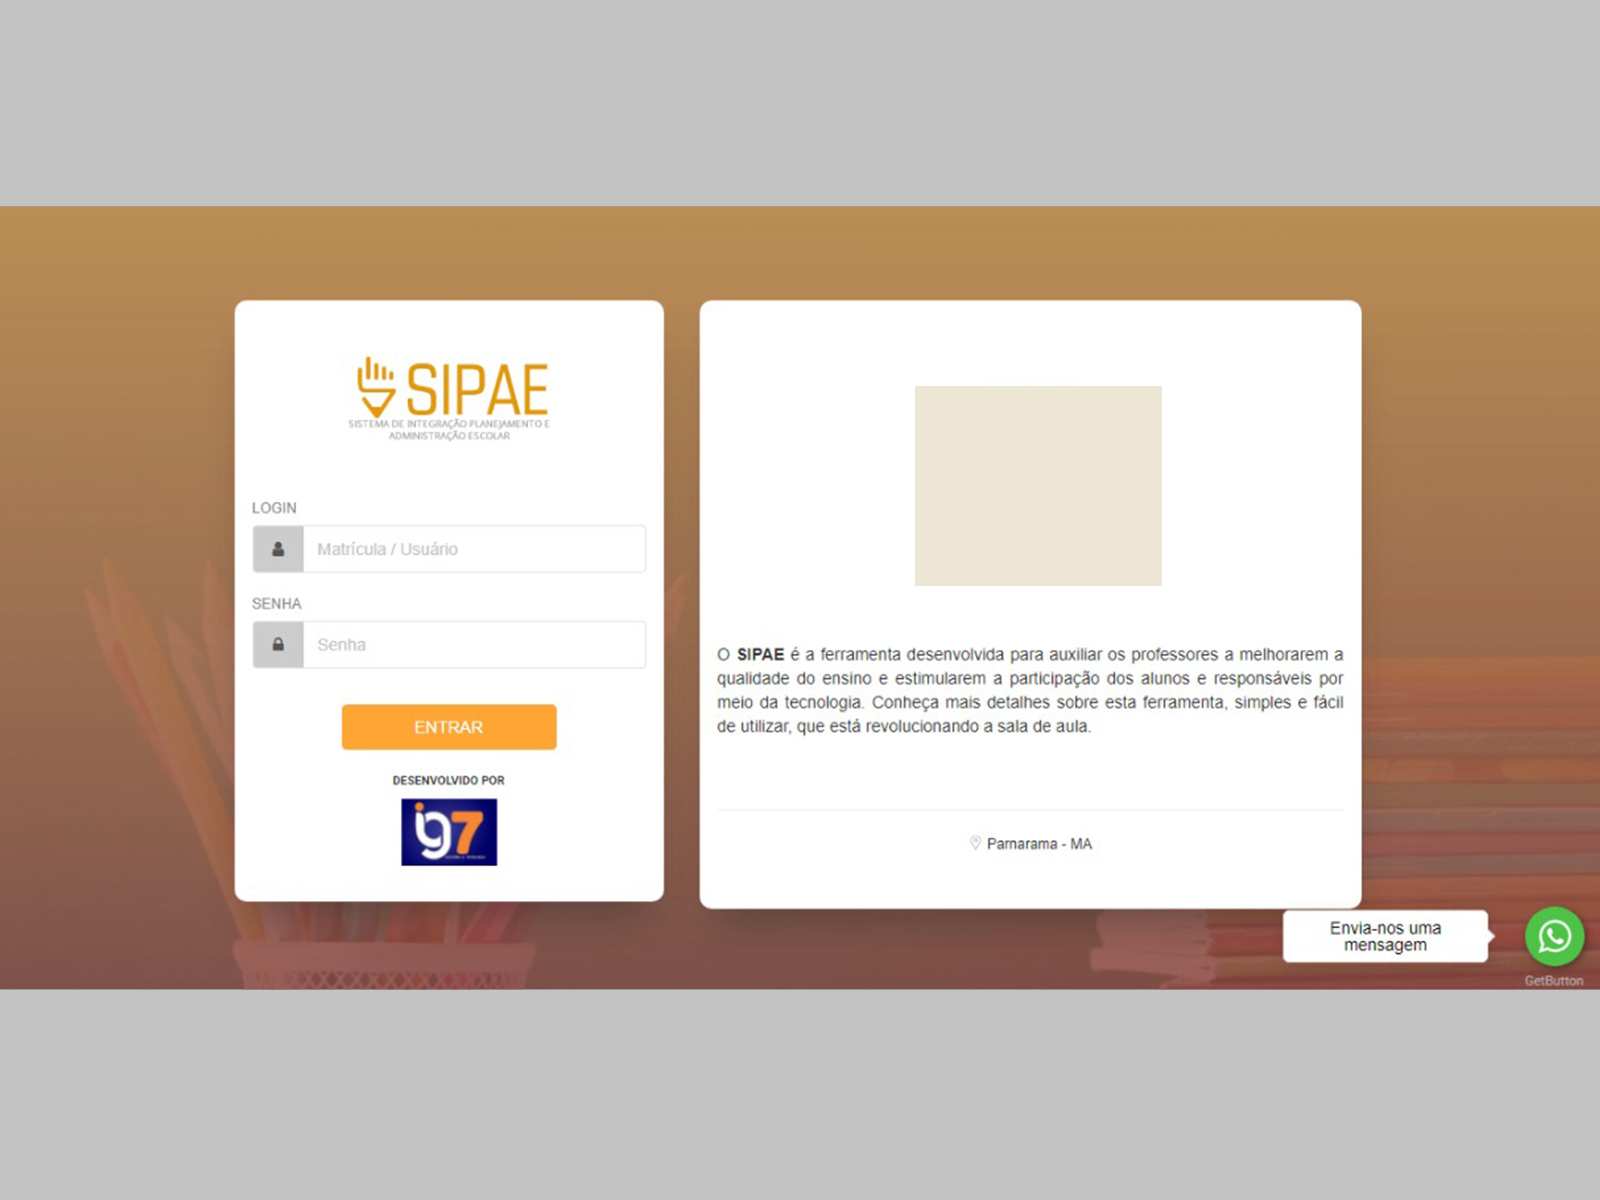 SIPAE
SISTEMA DE INTEGRAÇÃO PLANEJAMENTO E
ADMINISTRAÇÃO ESCOLAR
LOGIN
Matrícula / Usuário
SENHA
Senha
ENTRAR
DESENVOLVIDO POR
ig7
O SIPAE é a ferramenta desenvolvida para auxiliar os professores a melhorarem a
qualidade do ensino e estimularem a participação dos alunos e responsáveis por
meio da tecnologia. Conheça mais detalhes sobre esta ferramenta, simples e fácil
de utilizar, que está revolucionando a sala de aula.
Parnarama - MA
Envia-nos uma
mensagem
GetButton